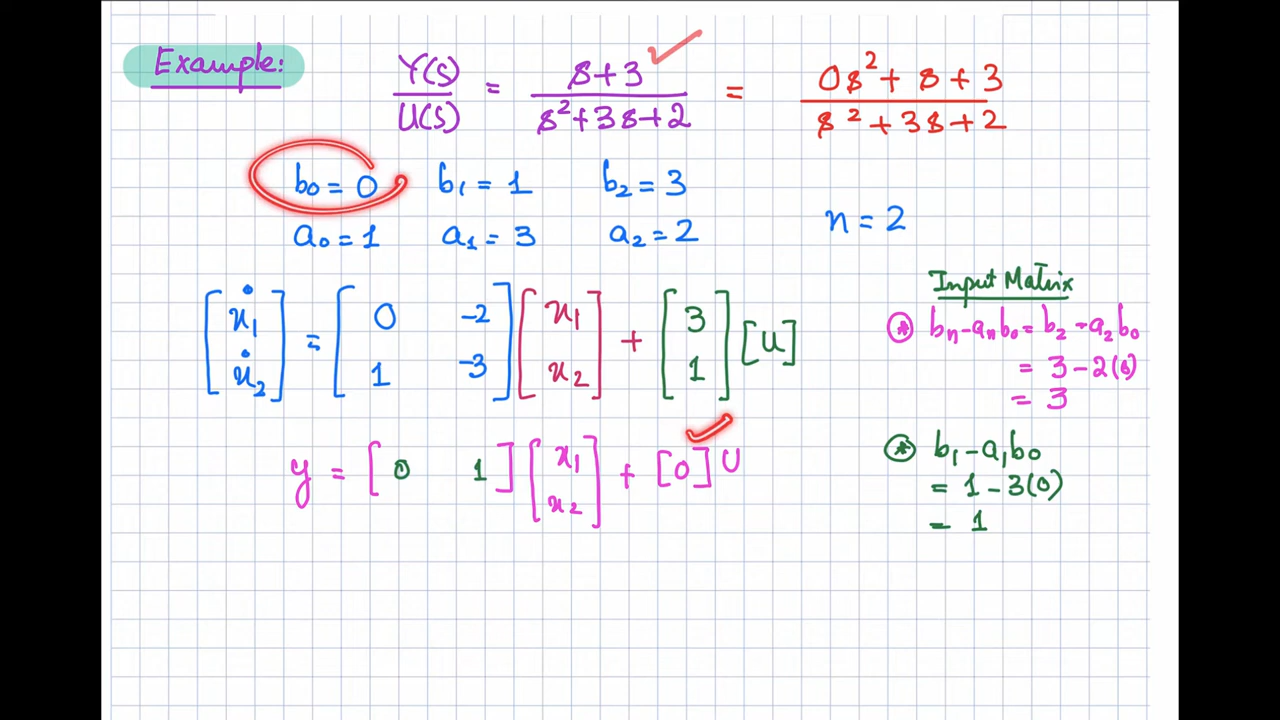 Example: Y(s)/U(s) = (s+3)/(s²+3s+2) = (0s²+s+3)/(s²+3s+2)
b₀=0 b₁=1 b₂=3
a₀=1 a₁=3 a₂=2 n=2
[ẋ₁ ẋ₂] = [0 -2 1 -3] [x₁ x₂] + [3 1] [U]
y = [0 1] [x₁ x₂] + [0] U
Input Matrix
* bₙ-aₙb₀ = b₂-a₂b₀
= 3-2(0)
= 3
* b₁-a₁b₀
= 1-3(0)
= 1